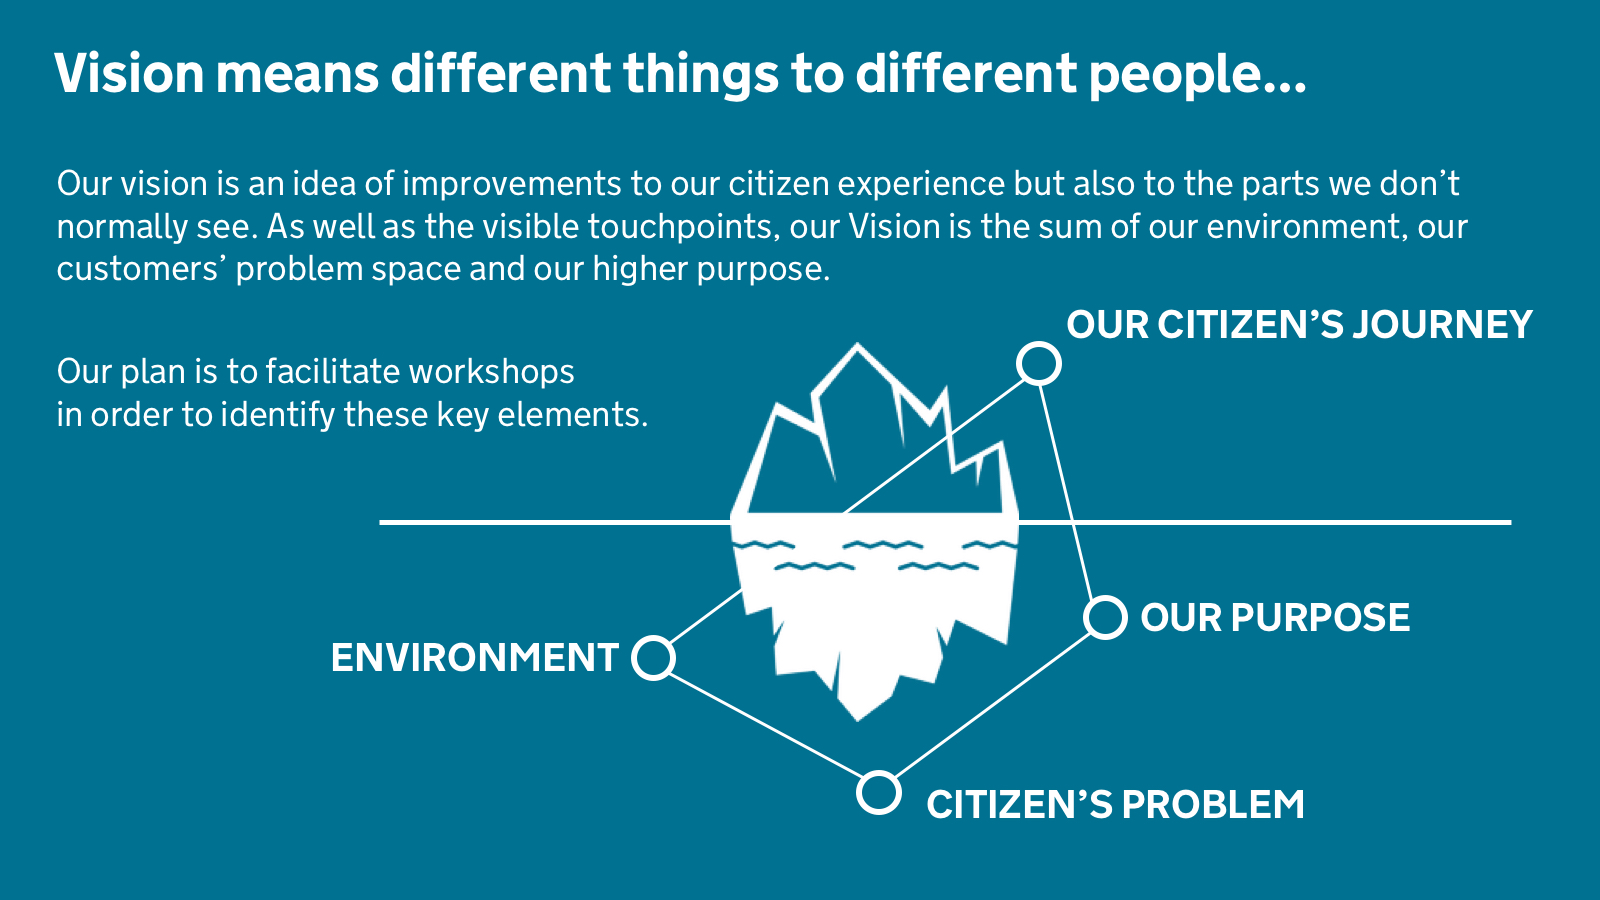 Vision means different things to different people...
Our vision is an idea of improvements to our citizen experience but also to the parts we don’t
normally see. As well as the visible touchpoints, our Vision is the sum of our environment, our
customers’ problem space and our higher purpose.
Our plan is to facilitate workshops
in order to identify these key elements.
OUR CITIZEN’S JOURNEY
OUR PURPOSE
ENVIRONMENT
CITIZEN’S PROBLEM